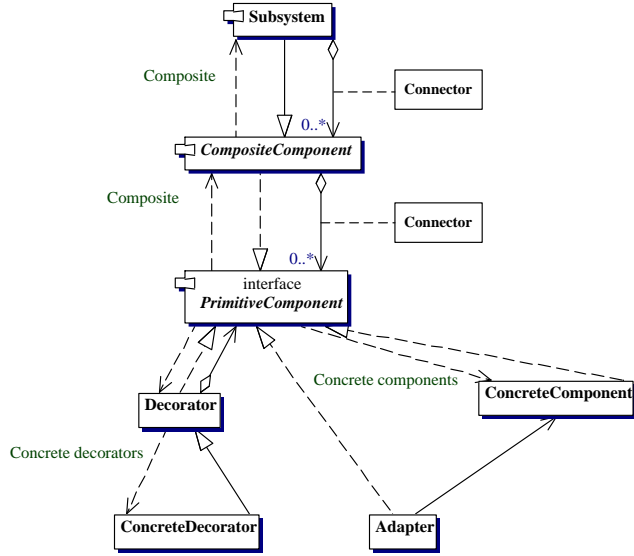 Subsystem
Composite
Connector
0..*
CompositeComponent
Composite
Connector
0..*
interface
PrimitiveComponent
Concrete components
ConcreteComponent
Decorator
Concrete decorators
ConcreteDecorator
Adapter